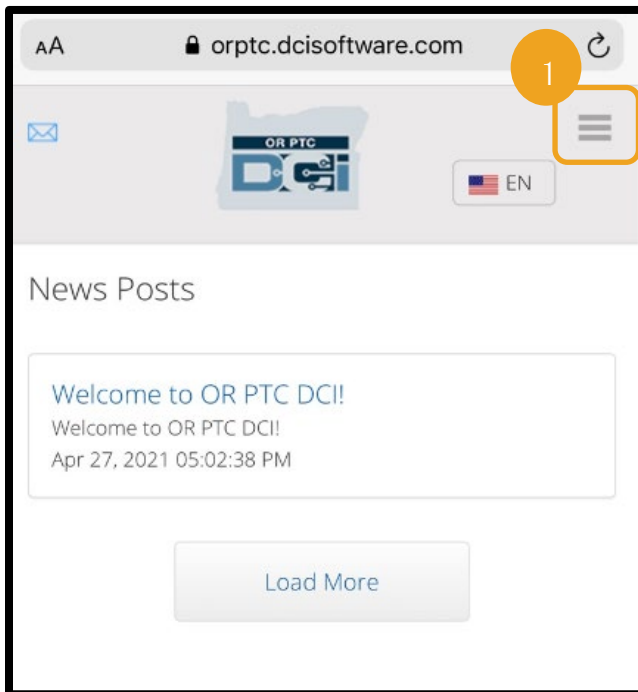 AA orptc.dcisoftware.com
1
OR PTC
DCi
EN
News Posts
Welcome to OR PTC DCI!
Welcome to OR PTC DCI!
Apr 27, 2021 05:02:38 PM
Load More